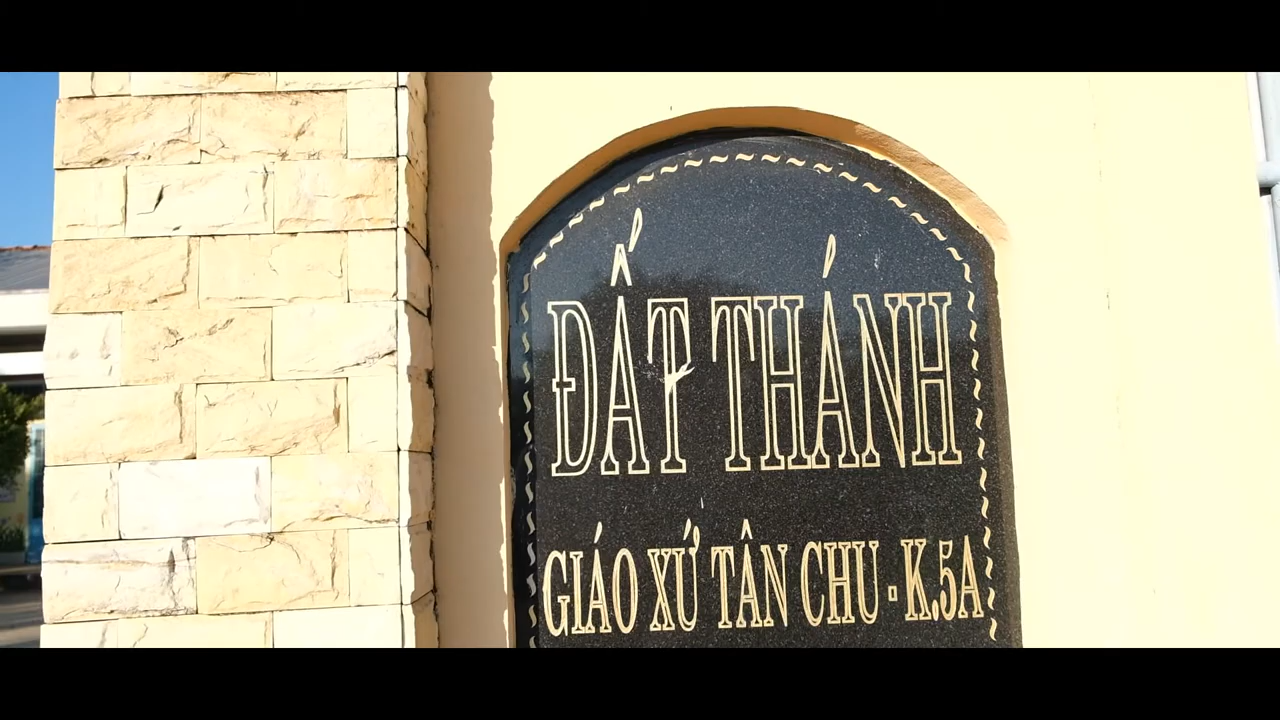 ĐẤT THÁNH
GIÁO XỨ TÂN CHU - K.5A